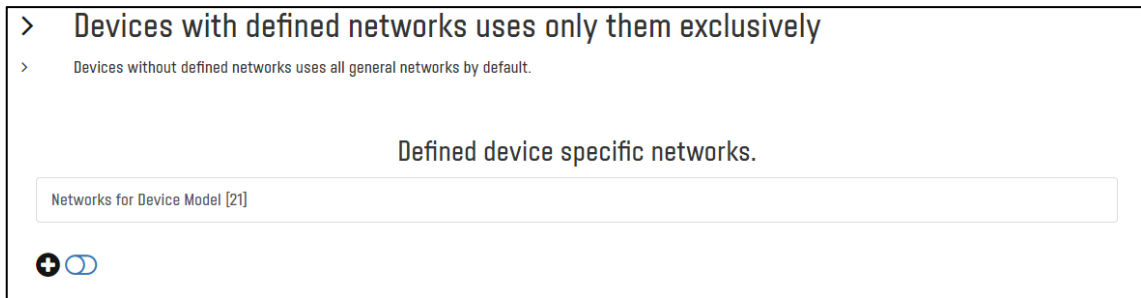 > Devices with defined networks uses only them exclusively
> Devices without defined networks uses all general networks by default.
Defined device specific networks.
Networks for Device Model [21]